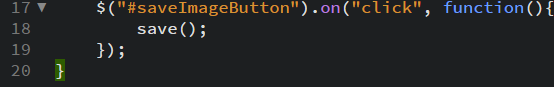 17 ▼ $("#saveImageButton").on("click", function(){
18 save();
19 });
20 }